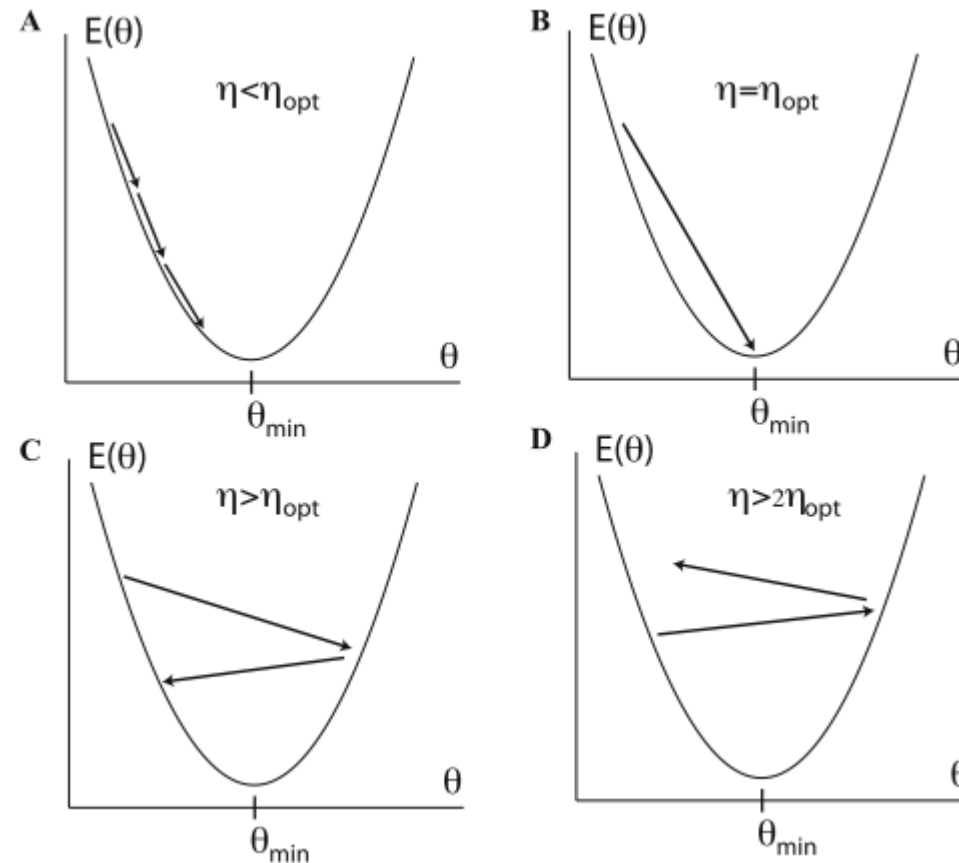 A
E(θ)
η<η_opt
θ
θ_min
B
E(θ)
η=η_opt
θ
θ_min
C
E(θ)
η>η_opt
θ
θ_min
D
E(θ)
η>2η_opt
θ
θ_min